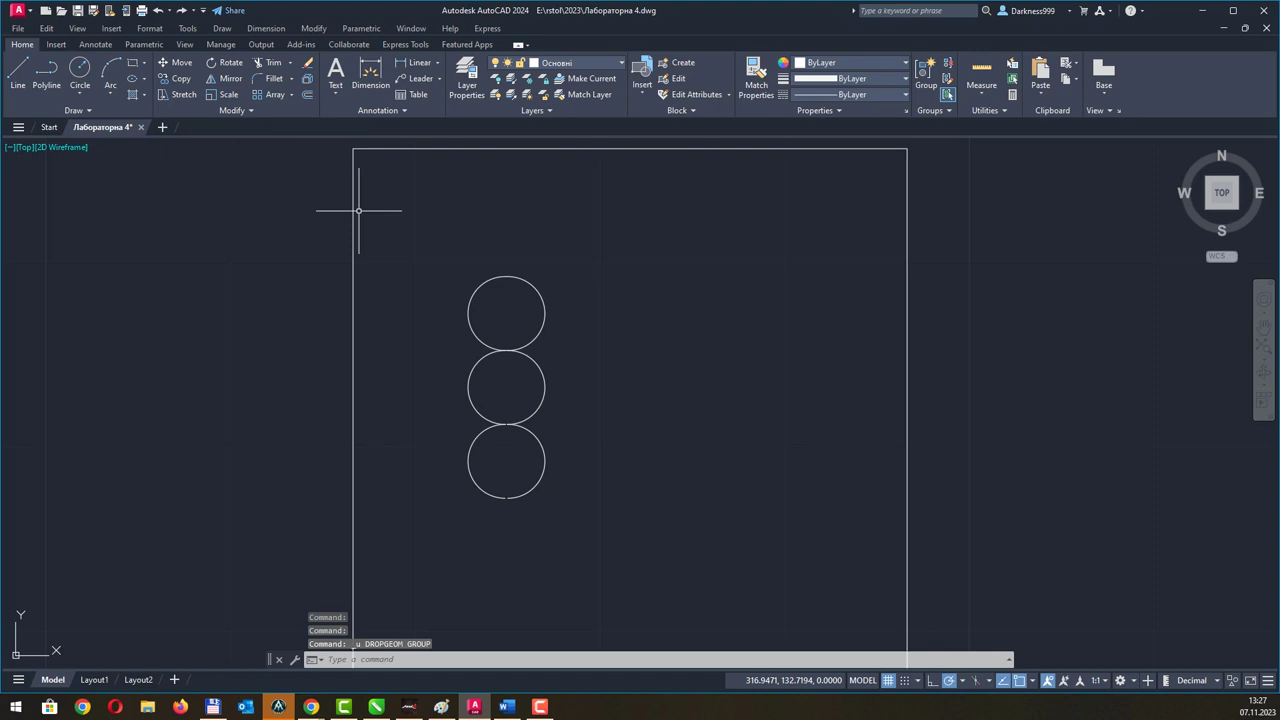 Share
Autodesk AutoCAD 2024   E:\rstof\2023\Лабораторна 4.dwg
Type a keyword or phrase
Darkness999
File Edit View Insert Format Tools Draw Dimension Modify Parametric Window Help Express
Home Insert Annotate Parametric View Manage Output Add-ins Collaborate Express Tools Featured Apps
Line
Polyline
Circle
Arc
Draw
Move
Rotate
Trim
Copy
Mirror
Fillet
Stretch
Scale
Array
Modify
Text
Dimension
Linear
Leader
Table
Annotation
Layer
Properties
Основні
Make Current
Match Layer
Layers
Insert
Create
Edit
Edit Attributes
Block
Match
Properties
ByLayer
ByLayer
ByLayer
Properties
Group
Groups
Measure
Utilities
Paste
Clipboard
Base
View
Start
Лабораторна 4*
[−][Top][2D Wireframe]
N
W
TOP
E
S
WCS
Command:
Command:
Command: _u DROPGEOM GROUP
Type a command
Y
X
Model Layout1 Layout2
316.9471, 132.7194, 0.0000 MODEL
1:1
Decimal
13:27
07.11.2023